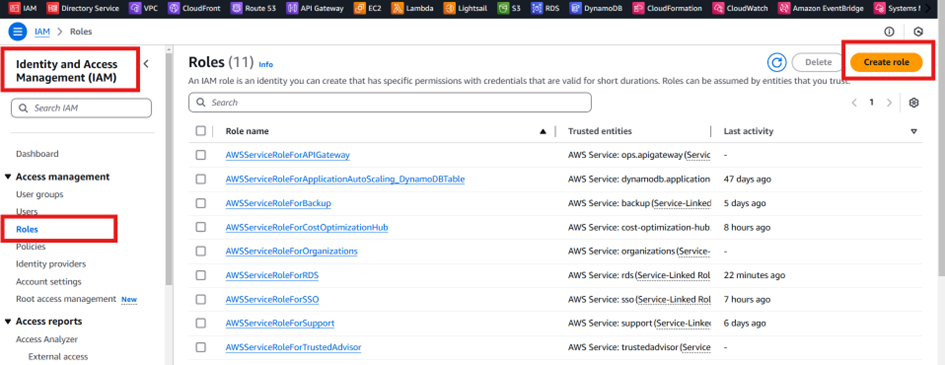 IAM Directory Service VPC CloudFront Route 53 API Gateway EC2 Lambda Lightsail S3 RDS DynamoDB CloudFormation CloudWatch Amazon EventBridge Systems
IAM > Roles
Identity and Access
Management (IAM)
Search IAM
Dashboard
Access management
User groups
Users
Roles
Policies
Identity providers
Account settings
Root access management New
Access reports
Access Analyzer
External access
Roles (11) Info
Delete
Create role
An IAM role is an identity you can create that has specific permissions with credentials that are valid for short durations. Roles can be assumed by entities that you trust.
Search
1
Role name Trusted entities Last activity
AWSServiceRoleForAPIGateway AWS Service: ops.apigateway (Servic -
AWSServiceRoleForApplicationAutoScaling_DynamoDBTable AWS Service: dynamodb.application 47 days ago
AWSServiceRoleForBackup AWS Service: backup (Service-Linked 5 days ago
AWSServiceRoleForCostOptimizationHub AWS Service: cost-optimization-hub. 8 hours ago
AWSServiceRoleForOrganizations AWS Service: organizations (Service- -
AWSServiceRoleForRDS AWS Service: rds (Service-Linked Rol 22 minutes ago
AWSServiceRoleForSSO AWS Service: sso (Service-Linked Rol 7 hours ago
AWSServiceRoleForSupport AWS Service: support (Service-Linked 6 days ago
AWSServiceRoleForTrustedAdvisor AWS Service: trustedadvisor (Service -